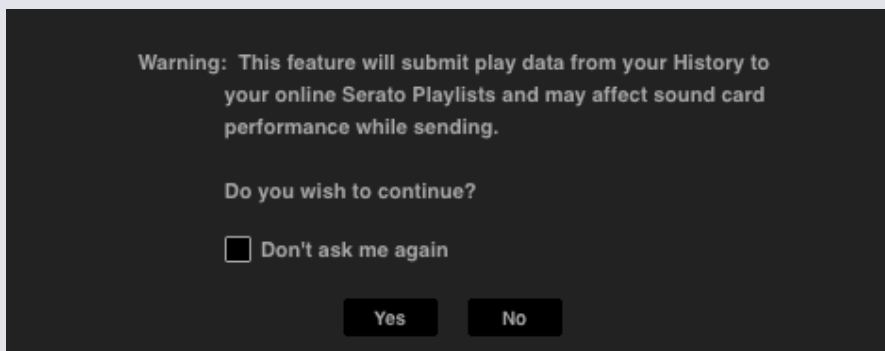 Warning: This feature will submit play data from your History to
your online Serato Playlists and may affect sound card
performance while sending.
Do you wish to continue?
Don't ask me again
Yes No